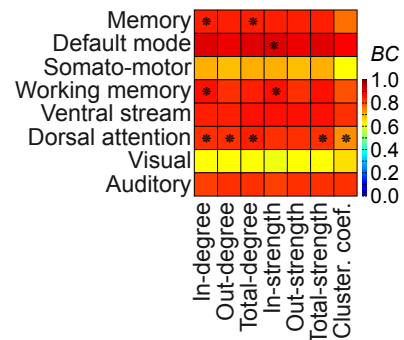 Memory
Default mode
Somato-motor
Working memory
Ventral stream
Dorsal attention
Visual
Auditory
BC
1.0
0.8
0.6
0.4
0.2
0.0
In-degree
Out-degree
Total-degree
In-strength
Out-strength
Total-strength
Cluster. coef.